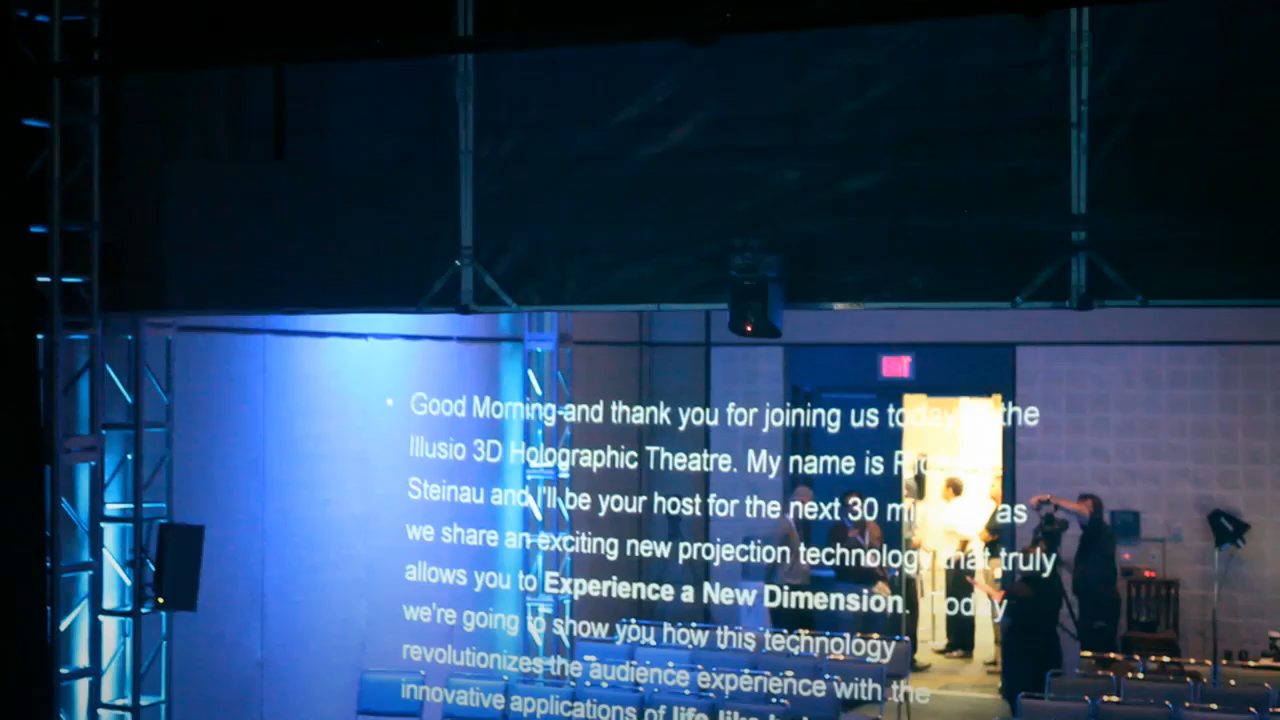 EXIT
• Good Morning and thank you for joining us today the
Illusio 3D Holographic Theatre. My name is
Steinau and I'll be your host for the next 30 as
we share an exciting new projection technology that truly
allows you to Experience a New Dimension. Today
we're going to show you how this technology
revolutionizes the audience experience with the
innovative applications of life like